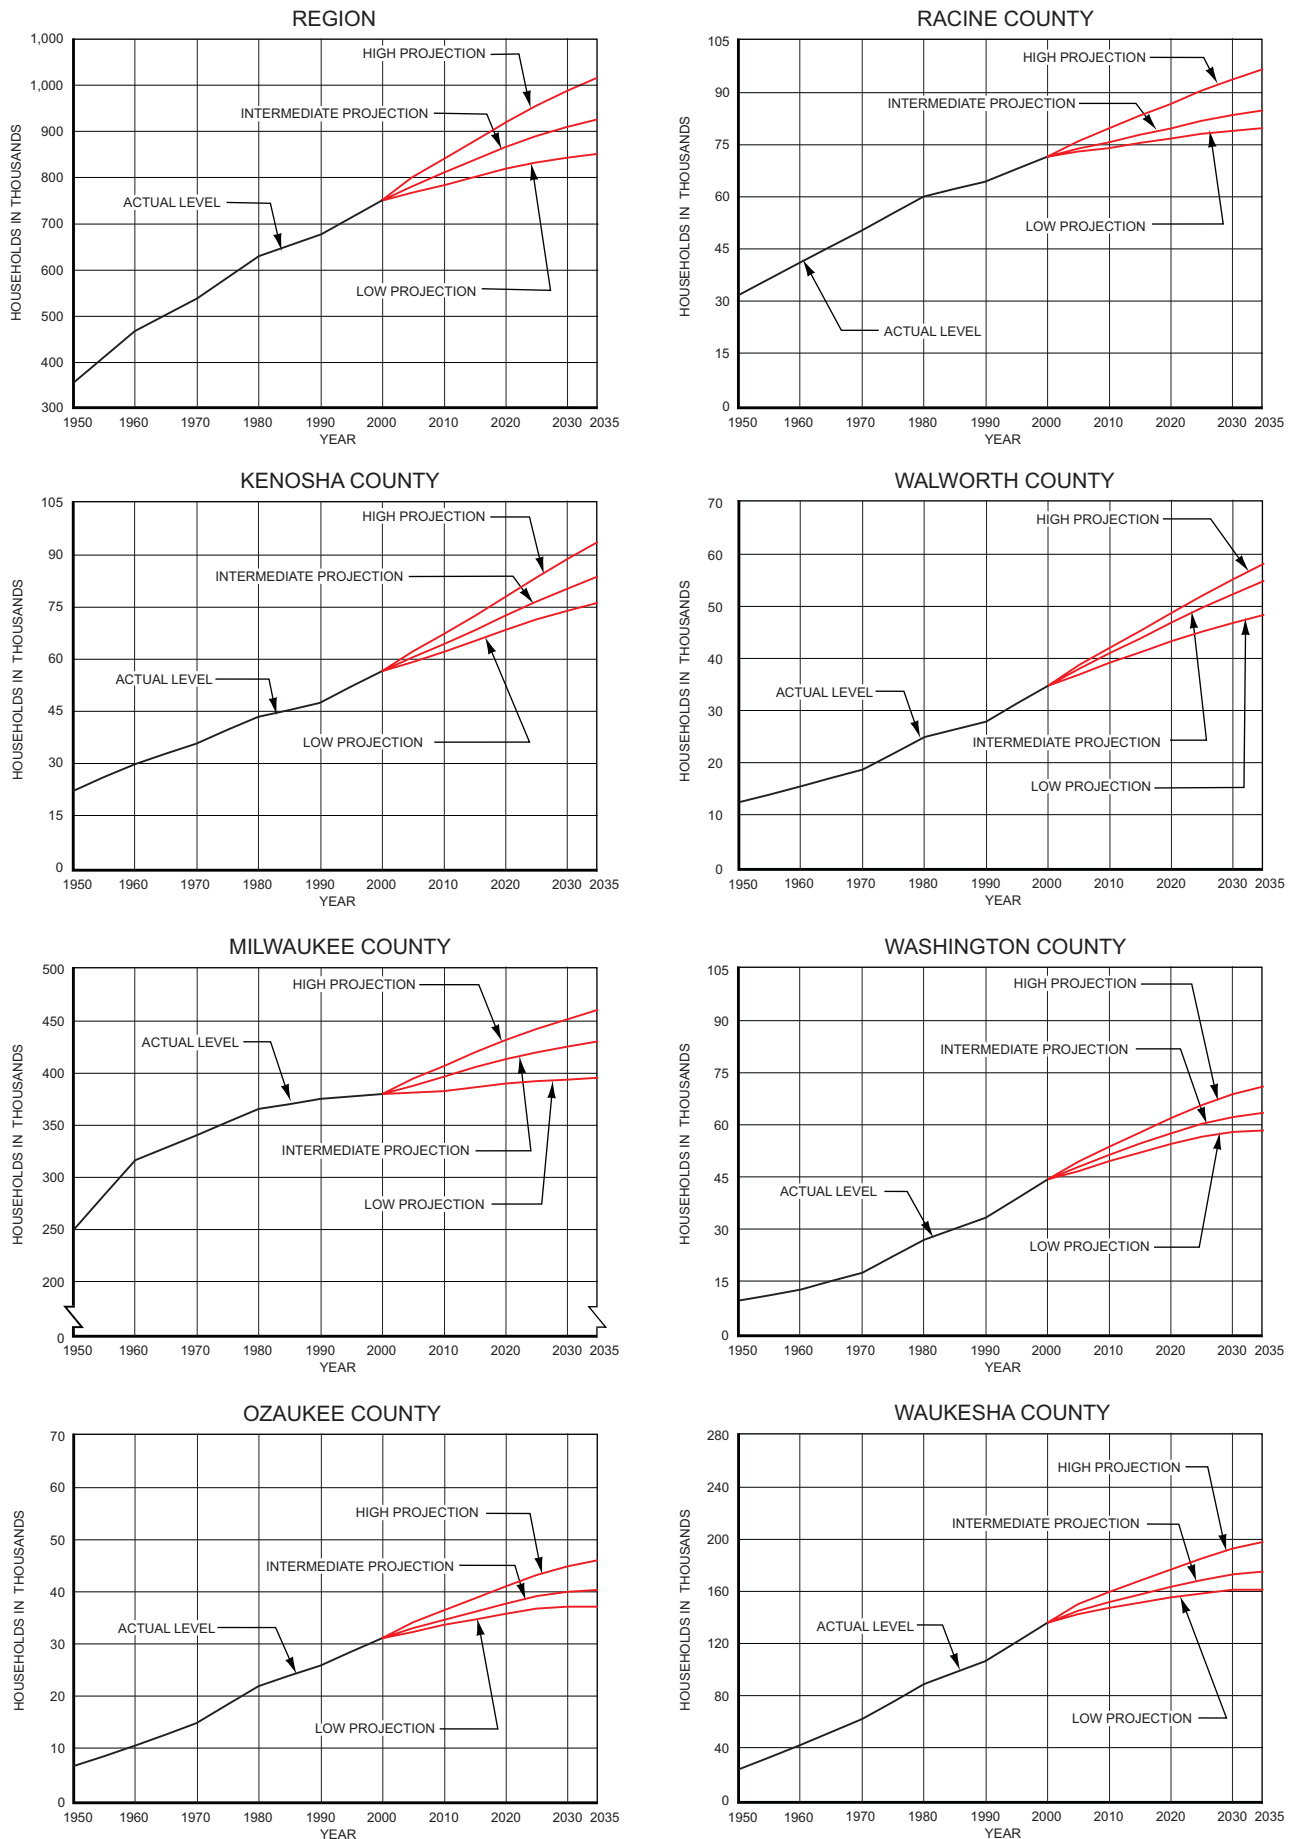 REGION
1,000
1,000
900
800
700
600
500
400
300
HOUSEHOLDS IN THOUSANDS
HIGH PROJECTION
INTERMEDIATE PROJECTION
ACTUAL LEVEL
LOW PROJECTION
1950 1960 1970 1980 1990 2000 2010 2020 2030 2035
YEAR
RACINE COUNTY
105
90
75
60
45
30
15
0
HOUSEHOLDS IN THOUSANDS
HIGH PROJECTION
INTERMEDIATE PROJECTION
LOW PROJECTION
ACTUAL LEVEL
1950 1960 1970 1980 1990 2000 2010 2020 2030 2035
YEAR
KENOSHA COUNTY
105
90
75
60
45
30
15
0
HOUSEHOLDS IN THOUSANDS
HIGH PROJECTION
INTERMEDIATE PROJECTION
ACTUAL LEVEL
LOW PROJECTION
1950 1960 1970 1980 1990 2000 2010 2020 2030 2035
YEAR
WALWORTH COUNTY
70
60
50
40
30
20
10
0
HOUSEHOLDS IN THOUSANDS
HIGH PROJECTION
ACTUAL LEVEL
INTERMEDIATE PROJECTION
LOW PROJECTION
1950 1960 1970 1980 1990 2000 2010 2020 2030 2035
YEAR
MILWAUKEE COUNTY
500
450
400
350
300
250
200
0
HOUSEHOLDS IN THOUSANDS
HIGH PROJECTION
ACTUAL LEVEL
INTERMEDIATE PROJECTION
LOW PROJECTION
1950 1960 1970 1980 1990 2000 2010 2020 2030 2035
YEAR
WASHINGTON COUNTY
105
90
75
60
45
30
15
0
HOUSEHOLDS IN THOUSANDS
HIGH PROJECTION
INTERMEDIATE PROJECTION
ACTUAL LEVEL
LOW PROJECTION
1950 1960 1970 1980 1990 2000 2010 2020 2030 2035
YEAR
OZAUKEE COUNTY
70
60
50
40
30
20
10
0
HOUSEHOLDS IN THOUSANDS
HIGH PROJECTION
INTERMEDIATE PROJECTION
ACTUAL LEVEL
LOW PROJECTION
1950 1960 1970 1980 1990 2000 2010 2020 2030 2035
YEAR
WAUKESHA COUNTY
280
240
200
160
120
80
40
0
HOUSEHOLDS IN THOUSANDS
HIGH PROJECTION
INTERMEDIATE PROJECTION
ACTUAL LEVEL
LOW PROJECTION
1950 1960 1970 1980 1990 2000 2010 2020 2030 2035
YEAR